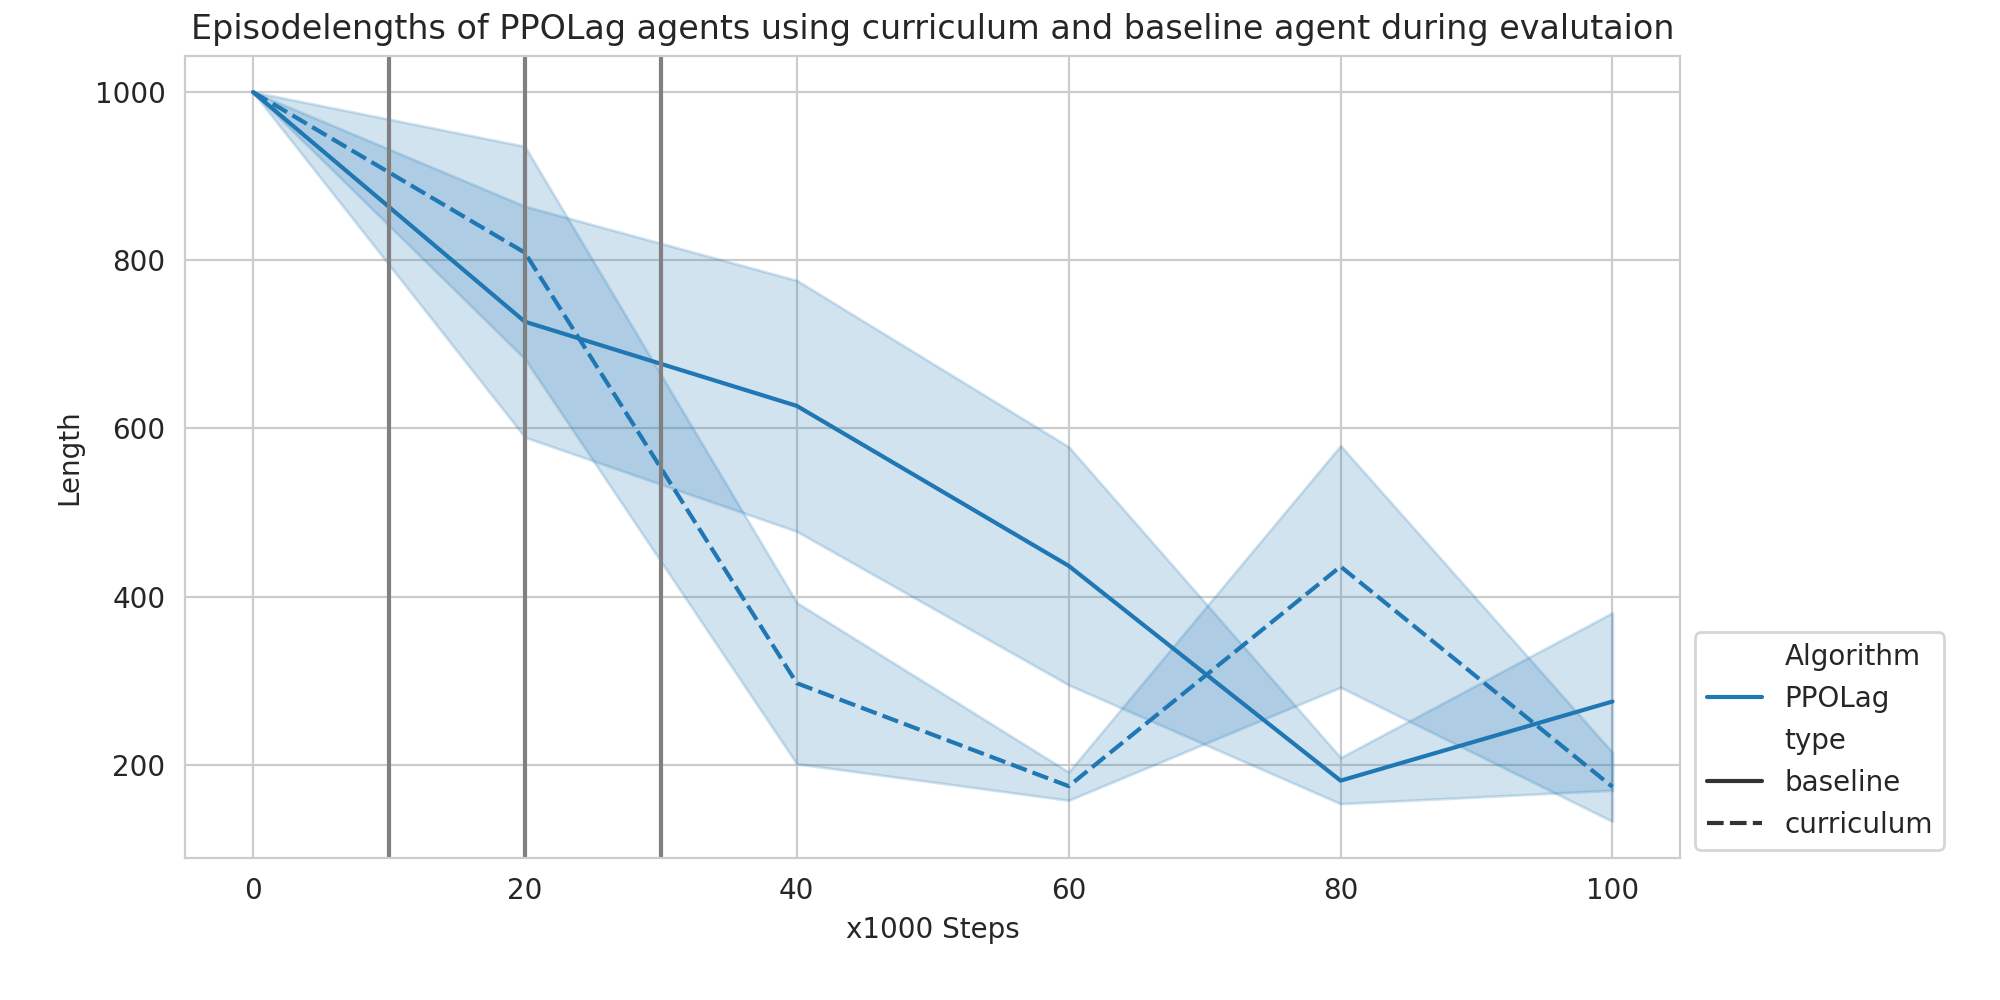 Episodelengths of PPOLag agents using curriculum and baseline agent during evalutaion
1000
800
600
400
200
Length
0 20 40 60 80 100
x1000 Steps
Algorithm
PPOLag
type
baseline
curriculum